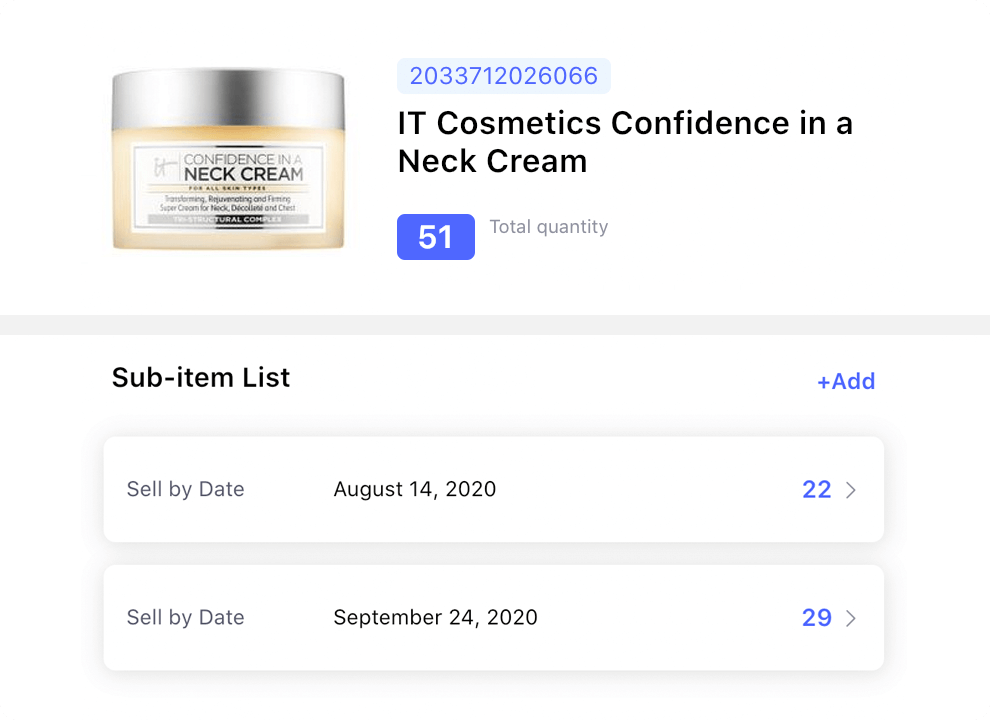 2033712026066
IT Cosmetics Confidence in a
Neck Cream
51 Total quantity
it
CONFIDENCE IN A
NECK CREAM
FOR ALL SKIN TYPES
Transforming, Rejuvenating and Firming
Super Cream for Neck, Décolleté and Chest
TRI-STRUCTURAL COMPLEX
Sub-item List +Add
Sell by Date August 14, 2020 22
Sell by Date September 24, 2020 29